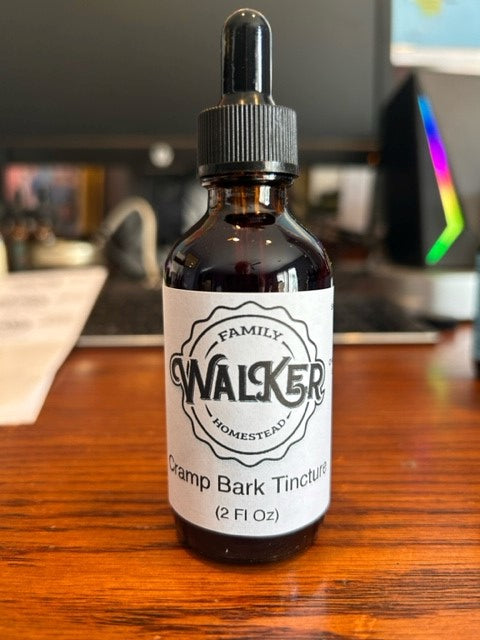 FAMILY
WALKER
HOMESTEAD
Cramp Bark Tincture
(2 Fl Oz)